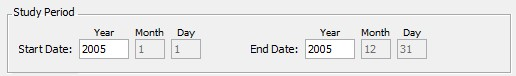 Study Period
Year Month Day Year Month Day
Start Date: 2005 1 1 End Date: 2005 12 31